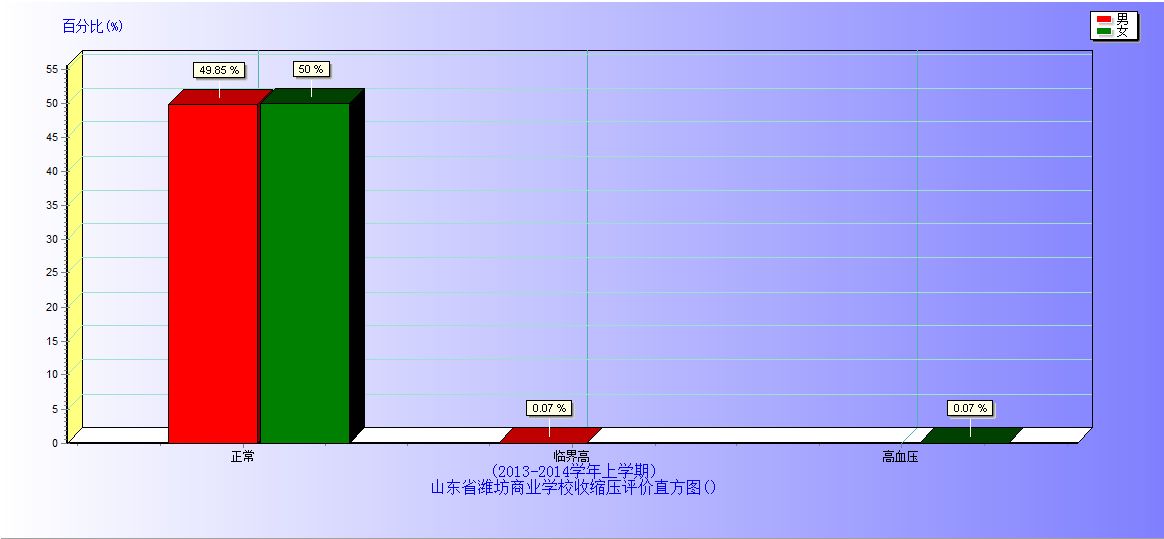 百分比(%)
男
女
49.85 %
50 %
0.07 %
0.07 %
55
50
45
40
35
30
25
20
15
10
5
0
正常
临界高
高血压
(2013-2014学年上学期)
山东省潍坊商业学校收缩压评价直方图()